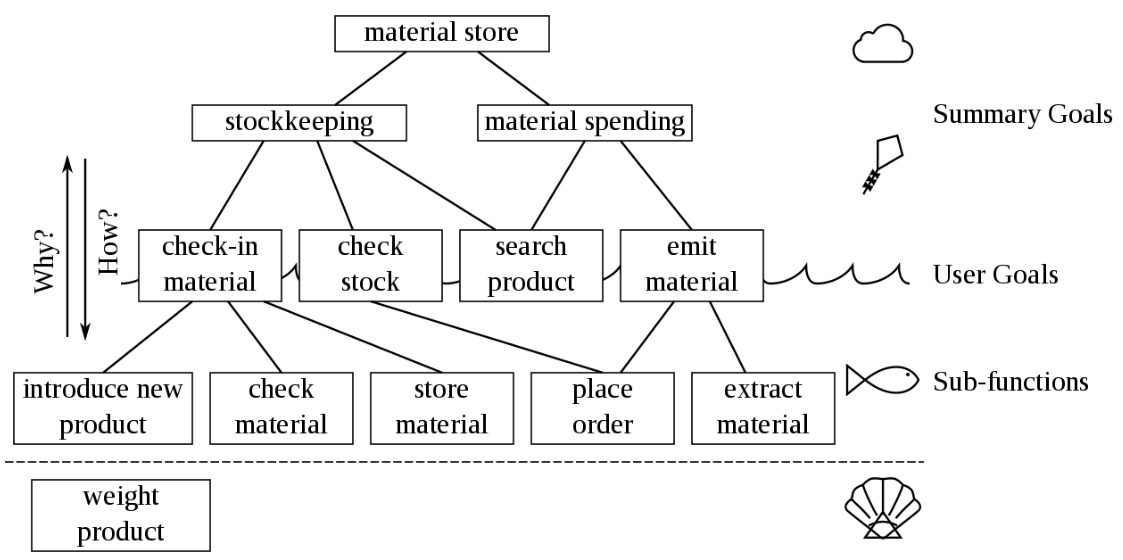 material store
stockkeeping
material spending
Summary Goals
Why?
How?
check-in
material
check
stock
search
product
emit
material
User Goals
introduce new
product
check
material
store
material
place
order
extract
material
Sub-functions
weight
product